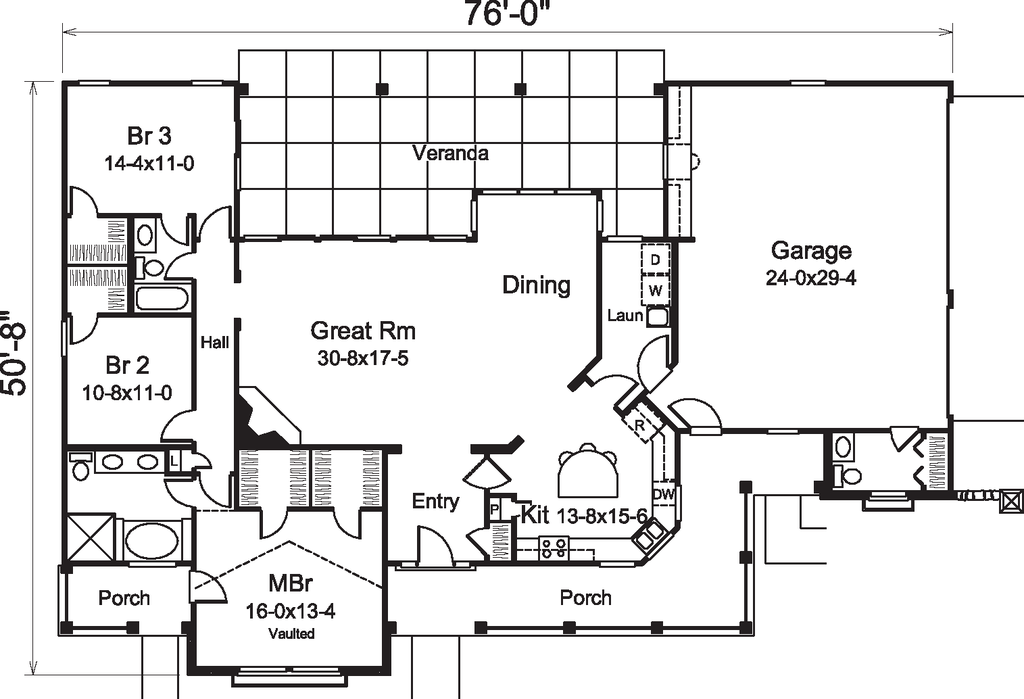 76'-0"
Br 3
14-4x11-0
Veranda
Garage
24-0x29-4
Dining
D
W
Laun
Great Rm
30-8x17-5
Hall
50'-8"
Br 2
10-8x11-0
R
L
DW
Entry
P
Kit 13-8x15-6
MBr
16-0x13-4
Vaulted
Porch
Porch